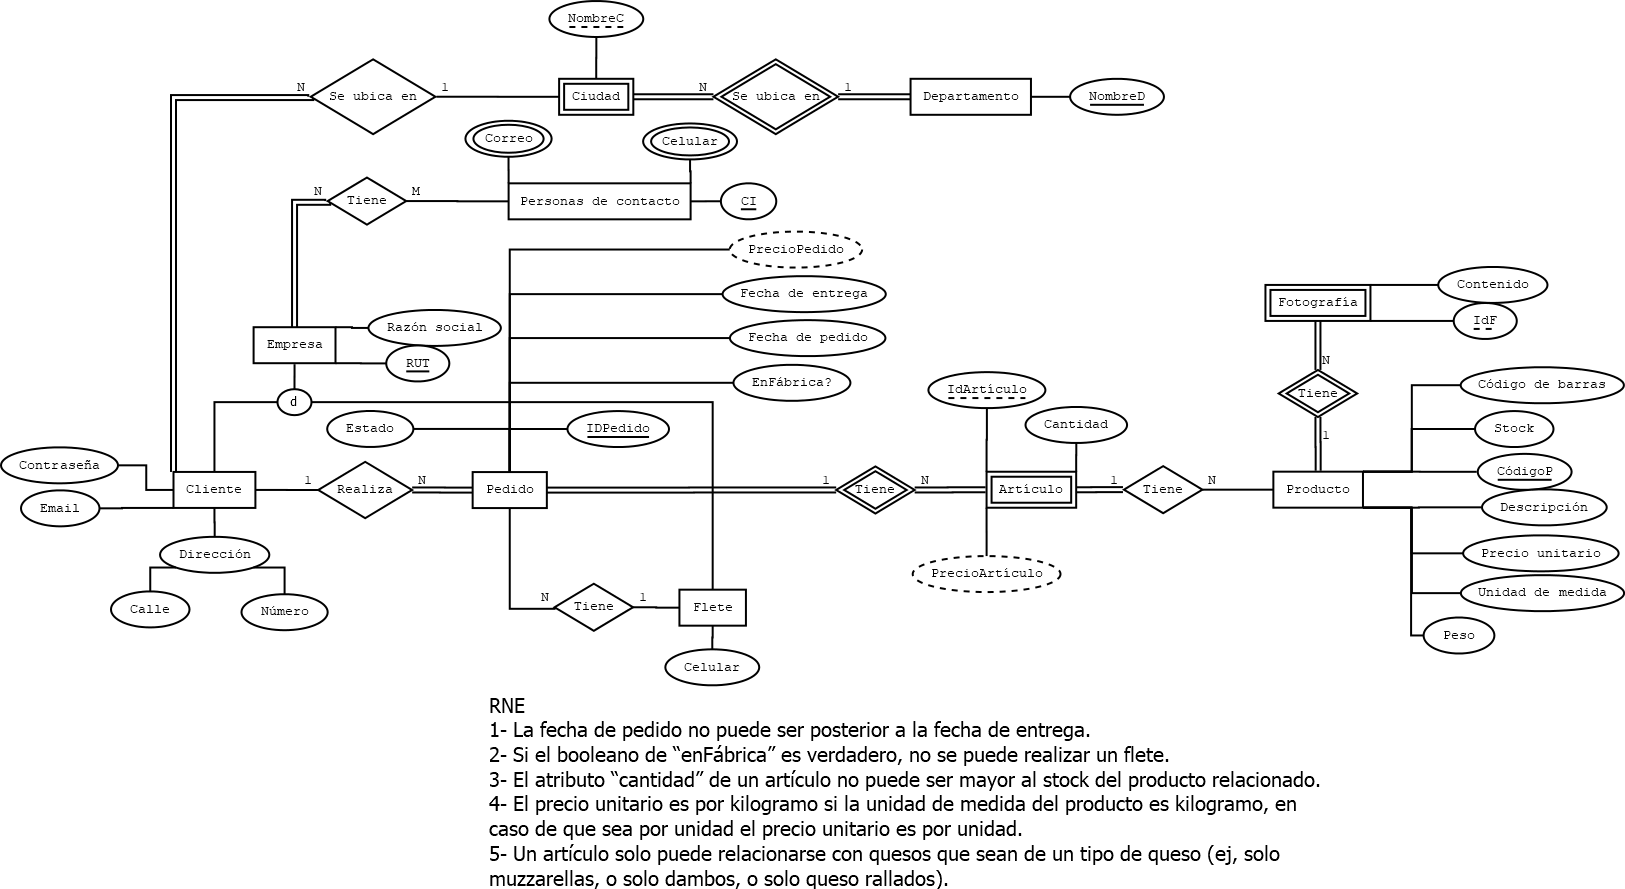 NombreC
N
Se ubica en
1
Ciudad
N
Se ubica en
1
Departamento
NombreD
Correo
Celular
N
Tiene
M
Personas de contacto
CI
PrecioPedido
Fecha de entrega
Fecha de pedido
EnFábrica?
Razón social
Empresa
RUT
d
Estado
IDPedido
Fotografía
Contenido
IdF
N
Tiene
1
IdArtículo
Cantidad
Código de barras
Stock
Contraseña
Email
Cliente
1
Realiza
N
Pedido
1
Tiene
N
Artículo
1
Tiene
N
Producto
CódigoP
Descripción
Precio unitario
Unidad de medida
Peso
Dirección
Calle
Número
PrecioArtículo
N
Tiene
1
Flete
Celular
RNE
1- La fecha de pedido no puede ser posterior a la fecha de entrega.
2- Si el booleano de “enFábrica” es verdadero, no se puede realizar un flete.
3- El atributo “cantidad” de un artículo no puede ser mayor al stock del producto relacionado.
4- El precio unitario es por kilogramo si la unidad de medida del producto es kilogramo, en
caso de que sea por unidad el precio unitario es por unidad.
5- Un artículo solo puede relacionarse con quesos que sean de un tipo de queso (ej, solo
muzzarellas, o solo dambos, o solo queso rallados).